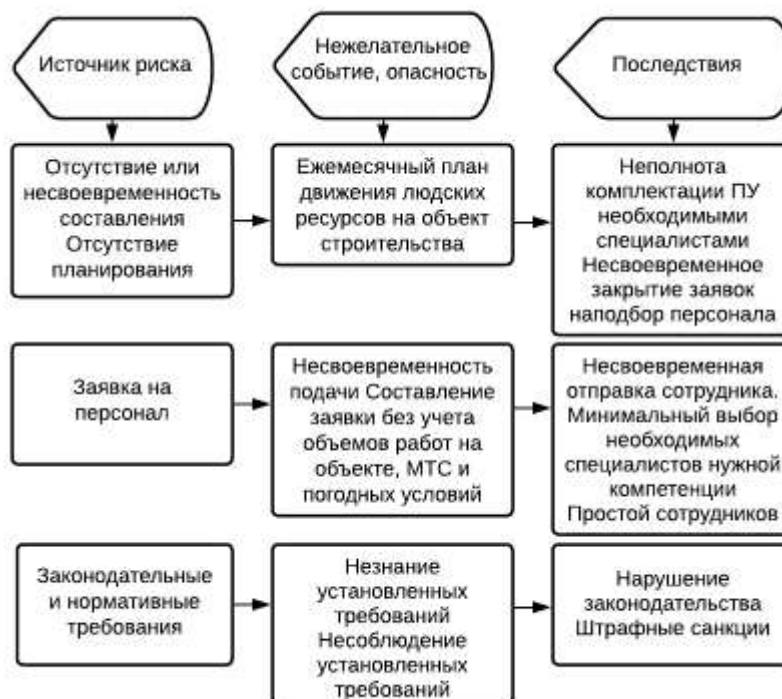 Источник риска
Нежелательное
событие, опасность
Последствия
Отсутствие или
несвоевременность
составления
Отсутствие
планирования
Ежемесячный план
движения людских
ресурсов на объект
строительства
Неполнота
комплектации ПУ
необходимыми
специалистами
Несвоевременное
закрытие заявок
наподбор персонала
Заявка на
персонал
Несвоевременность
подачи Составление
заявки без учета
объемов работ на
объекте, МТС и
погодных условий
Несвоевременная
отправка сотрудника.
Минимальный выбор
необходимых
специалистов нужной
компетенции
Простой сотрудников
Законодательные
и нормативные
требования
Незнание
установленных
требований
Несоблюдение
установленных
требований
Нарушение
законодательства
Штрафные санкции